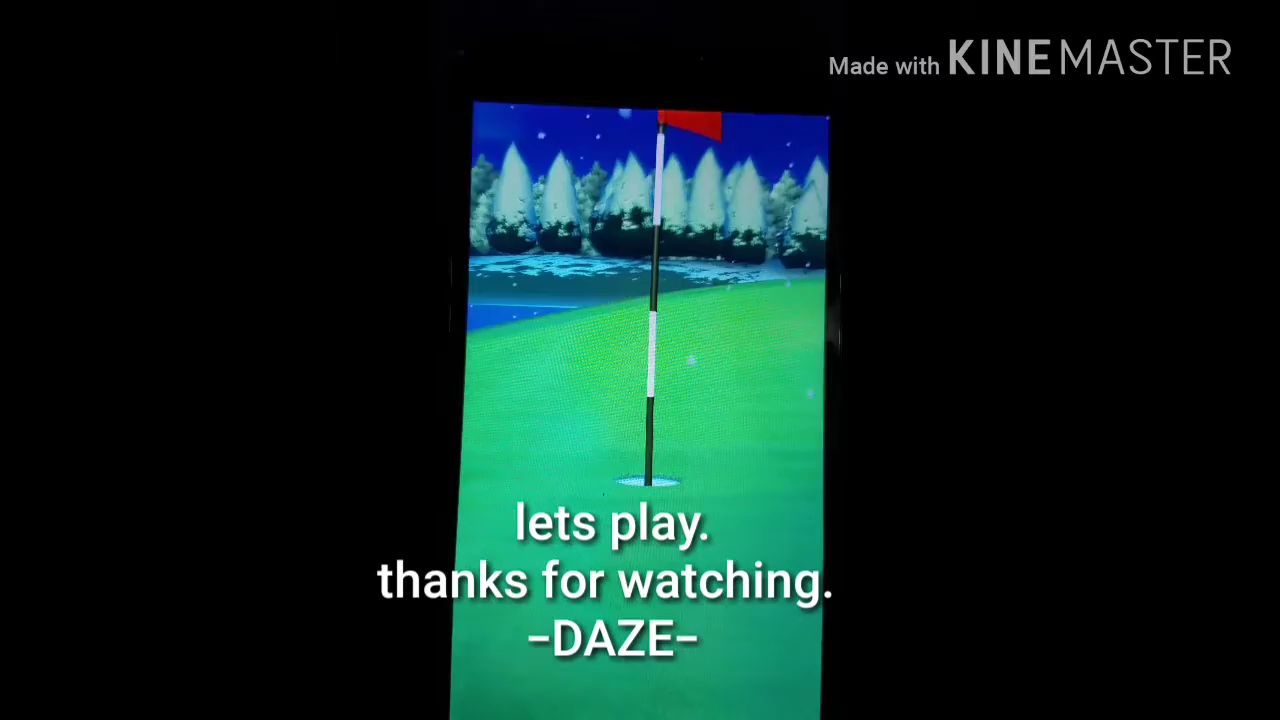 Made with KINEMASTER
lets play.
thanks for watching.
-DAZE-